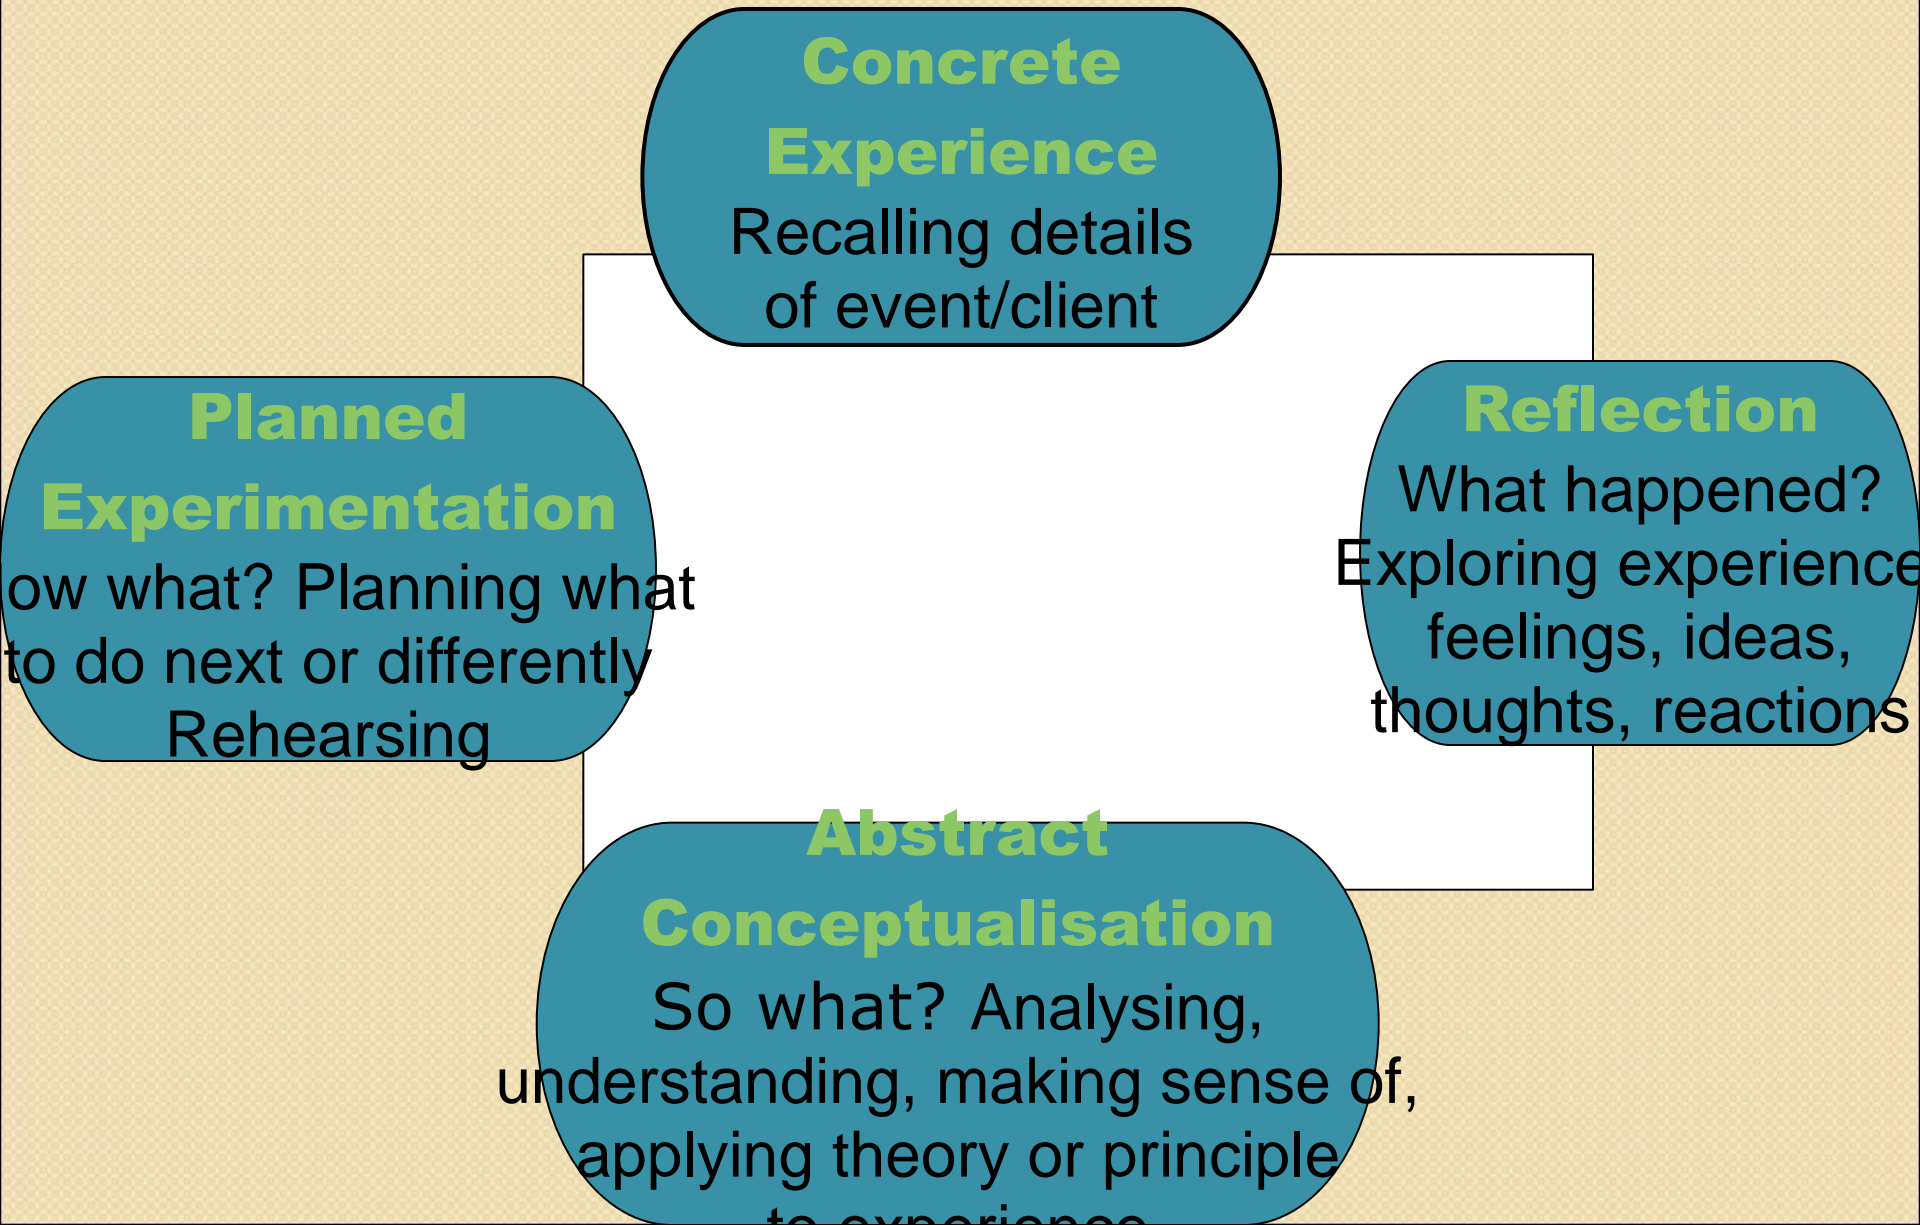 Concrete
Experience
Recalling details
of event/client
Reflection
What happened?
Exploring experience
feelings, ideas,
thoughts, reactions
Abstract
Conceptualisation
So what? Analysing,
understanding, making sense of,
applying theory or principle
to experience
Planned
Experimentation
ow what? Planning what
to do next or differently
Rehearsing